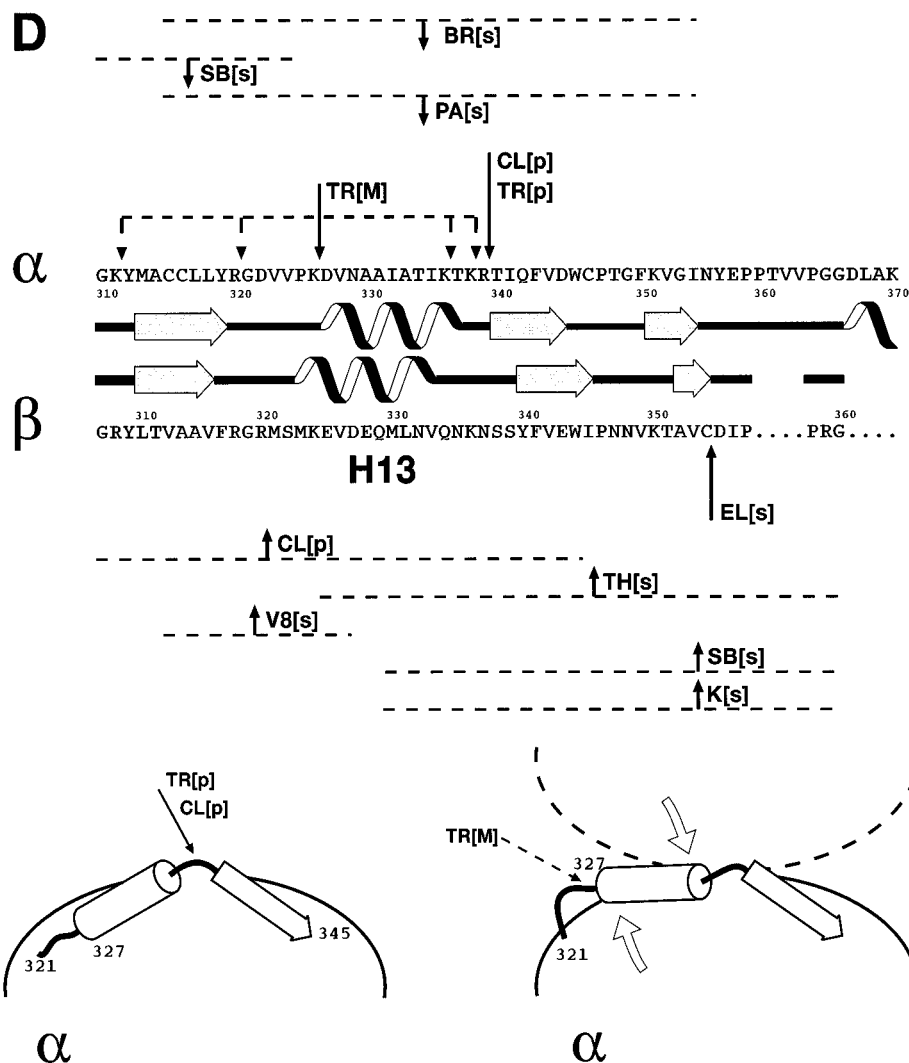 D
BR[s]
SB[s]
PA[s]
CL[p]
TR[M]
TR[p]
α
GKYMACCLLYRGDVVPKDVNAAIATIKTKRTIQFVDWCPTGFKVGINYEPPTVVPGGDLAK
310 320 330 340 350 360 370
310 320 330 340 350 360
β
GRYLTVAAVFRGRMSMKEVDEQMLNVQNKNSSYFVEWIPNNVKTAVCDIP....PRG....
H13
EL[s]
CL[p]
TH[s]
V8[s]
SB[s]
K[s]
TR[p]
CL[p]
TR[M]
327
345
321
327
321
α
α